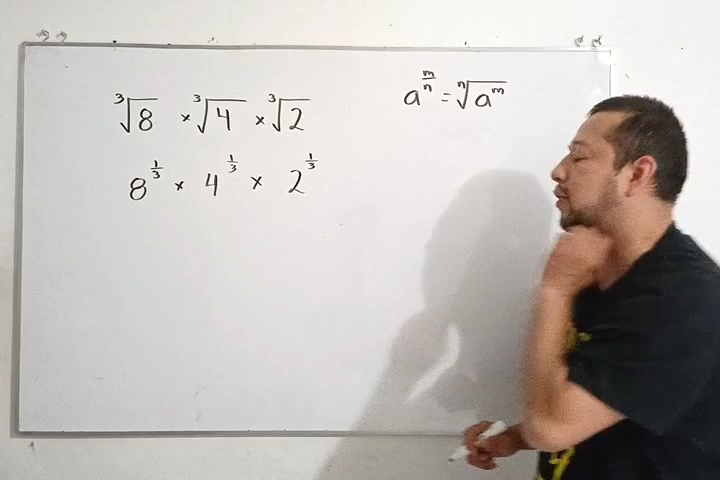 ∛8 × ∛4 × ∛2
8^(1/3) × 4^(1/3) × 2^(1/3)
a^(m/n) = ⁿ√(a^m)